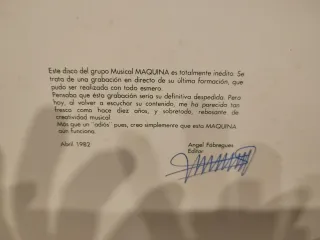 Este disco del grupo Musical MAQUINA es totalmente inedito. Se
trata de una grabación en directo de su última formación, que
pudo ser realizada con todo esmero.
Pensaba que ésta grabación seria su definitiva despedida. Pero
hoy, al volver a escuchar su contenido, me ha parecido tan
fresco como hace diez años, y sobretodo, rebosante de
creatividad musical.
Más que un "adiós" pues, creo simplemente que esta MAQUINA
aún funciona.
Abril 1982
Angel Fabregues
Editor